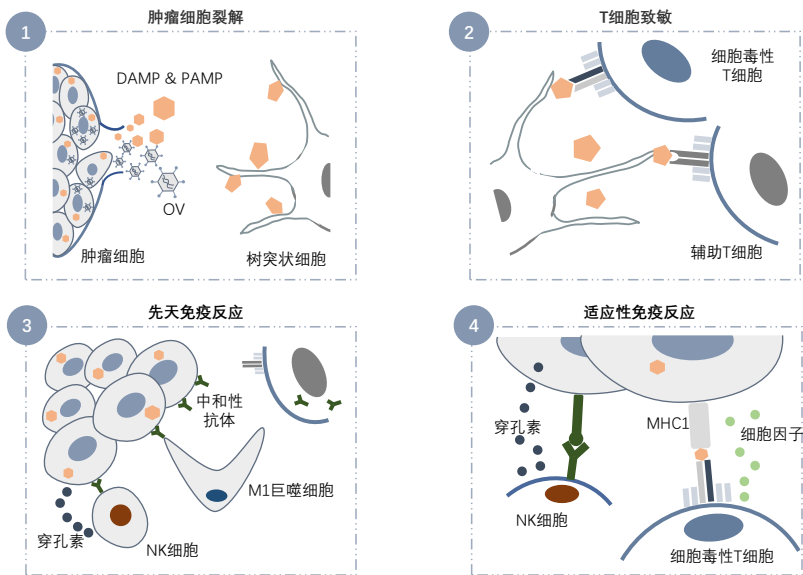 1
肿瘤细胞裂解
DAMP & PAMP
OV
肿瘤细胞
树突状细胞
2
T细胞致敏
细胞毒性
T细胞
辅助T细胞
3
先天免疫反应
中和性
抗体
M1巨噬细胞
穿孔素
NK细胞
4
适应性免疫反应
穿孔素
MHC1
细胞因子
NK细胞
细胞毒性T细胞